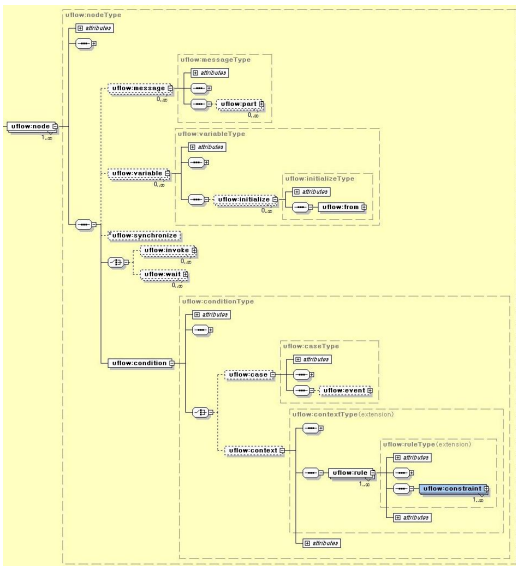 uflow:nodeType
attributes
uflow:messageType
attributes
uflow:message
0..∞
uflow:part
0..∞
uflow:node
1..∞
uflow:variableType
attributes
uflow:variable
0..∞
uflow:initializeType
attributes
uflow:initialize
0..∞
uflow:from
uflow:synchronize
uflow:invoke
0..∞
uflow:wait
0..∞
uflow:conditionType
attributes
uflow:caseType
attributes
uflow:condition
uflow:case
uflow:event
uflow:contextType (extension)
uflow:ruleType (extension)
uflow:context
attributes
uflow:rule
1..∞
uflow:constraint
1..∞
attributes
attributes